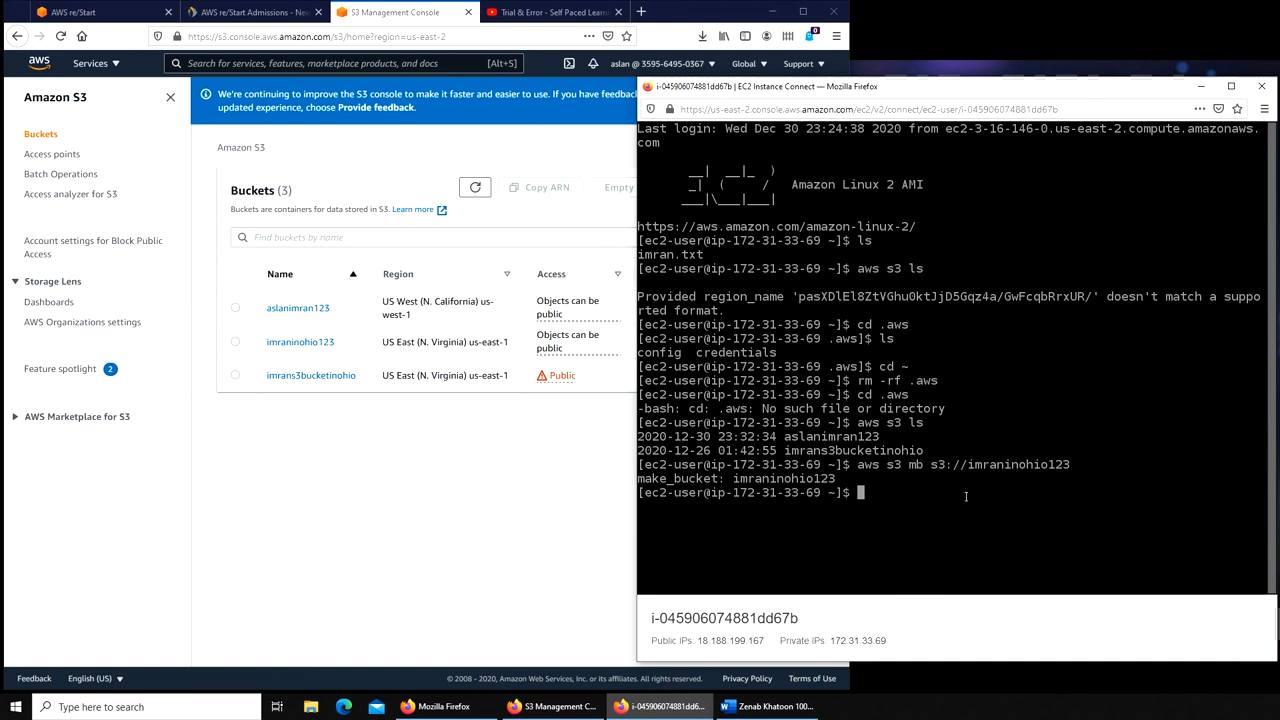 AWS re/Start
AWS re/Start Admissions - Ne
S3 Management Console
Trial & Error - Self Paced Learni
https://s3.console.aws.amazon.com/s3/home?region=us-east-2
0
aws
Services
Search for services, features, marketplace products, and docs
[Alt+S]
aslan @ 3595-6495-0367
Global
Support
Amazon S3
Buckets
Access points
Batch Operations
Access analyzer for S3
Account settings for Block Public
Access
Storage Lens
Dashboards
AWS Organizations settings
Feature spotlight 2
AWS Marketplace for S3
We're continuing to improve the S3 console to make it faster and easier to use. If you have feedbac
updated experience, choose Provide feedback.
Amazon S3
Buckets (3)
Copy ARN
Empty
Buckets are containers for data stored in S3. Learn more
Find buckets by name
Name
Region
Access
aslanimran123
US West (N. California) us-
west-1
Objects can be
public
imraninohio123
US East (N. Virginia) us-east-1
Objects can be
public
imrans3bucketinohio
US East (N. Virginia) us-east-1
Public
i-045906074881dd67b | EC2 Instance Connect — Mozilla Firefox
https://us-east-2.console.aws.amazon.com/ec2/v2/connect/ec2-user/i-045906074881dd67b
Last login: Wed Dec 30 23:24:38 2020 from ec2-3-16-146-0.us-east-2.compute.amazonaws.
com
__| __|_ )
_| ( / Amazon Linux 2 AMI
___|\___|___|
https://aws.amazon.com/amazon-linux-2/
[ec2-user@ip-172-31-33-69 ~]$ ls
imran.txt
[ec2-user@ip-172-31-33-69 ~]$ aws s3 ls
Provided region_name 'pasXDlEl8ZtVGhu0ktJjD5Gqz4a/GwFcqbRrxUR/' doesn't match a suppo
rted format.
[ec2-user@ip-172-31-33-69 ~]$ cd .aws
[ec2-user@ip-172-31-33-69 .aws]$ ls
config credentials
[ec2-user@ip-172-31-33-69 .aws]$ cd ~
[ec2-user@ip-172-31-33-69 ~]$ rm -rf .aws
[ec2-user@ip-172-31-33-69 ~]$ cd .aws
-bash: cd: .aws: No such file or directory
[ec2-user@ip-172-31-33-69 ~]$ aws s3 ls
2020-12-30 23:32:34 aslanimran123
2020-12-26 01:42:55 imrans3bucketinohio
[ec2-user@ip-172-31-33-69 ~]$ aws s3 mb s3://imraninohio123
make_bucket: imraninohio123
[ec2-user@ip-172-31-33-69 ~]$
i-045906074881dd67b
Public IPs: 18.188.199.167 Private IPs: 172.31.33.69
Feedback
English (US)
© 2008 - 2020, Amazon Web Services, Inc. or its affiliates. All rights reserved.
Privacy Policy
Terms of Use
Type here to search
Mozilla Firefox
S3 Management C...
i-045906074881dd6...
Zenab Khatoon 100...